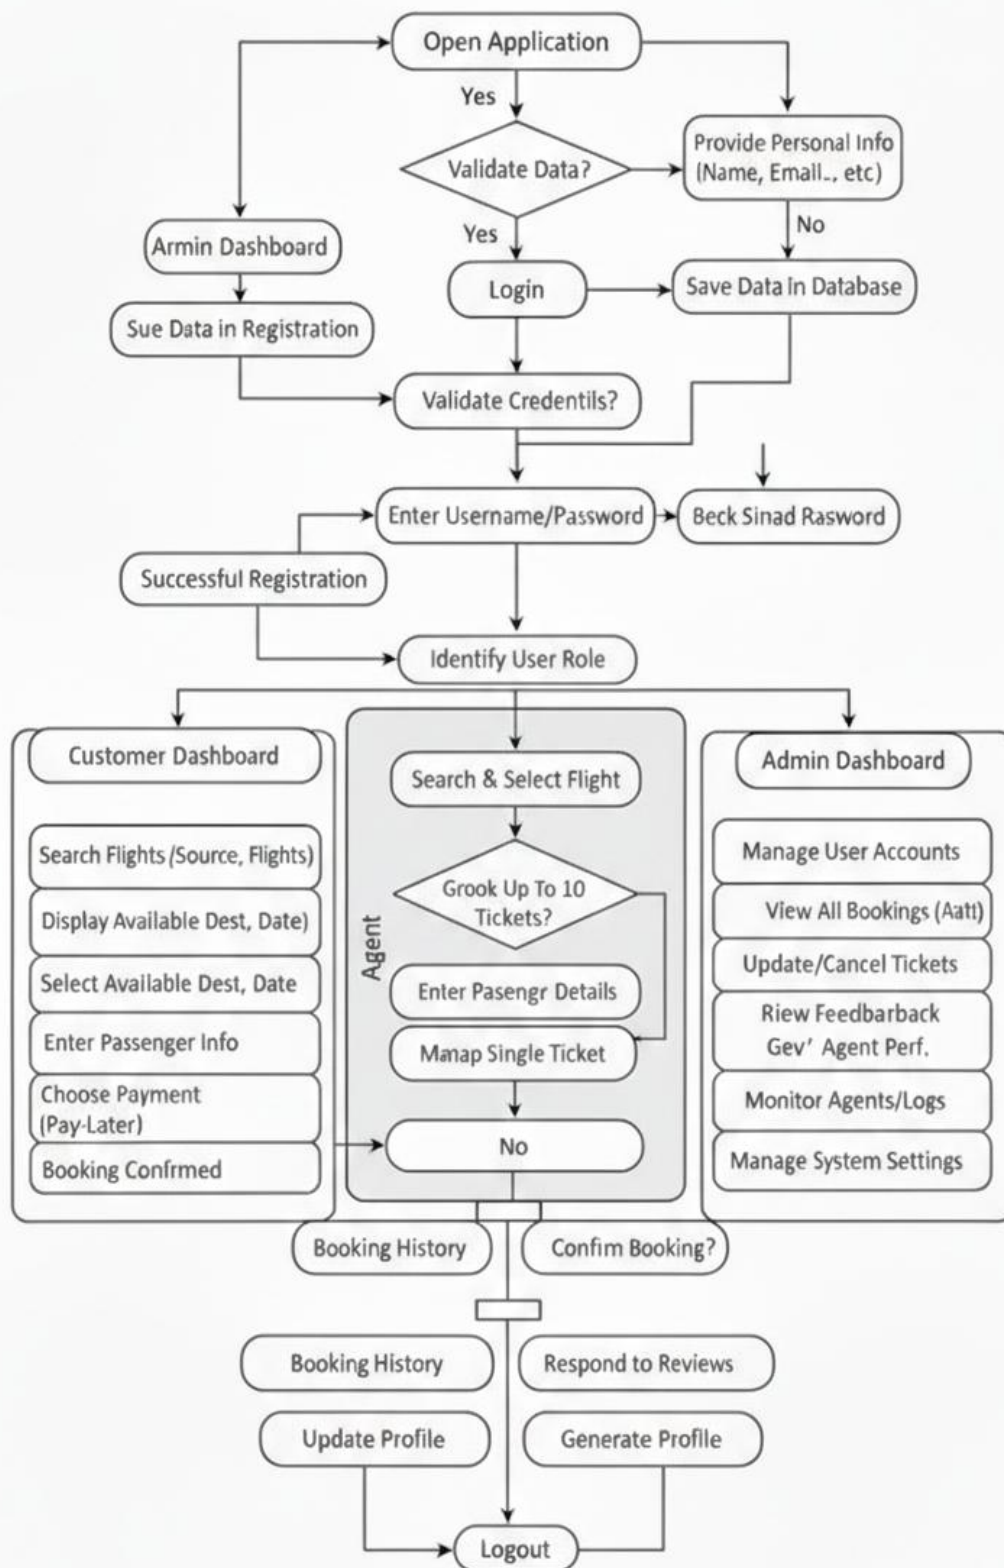 Open Application
Yes
Validate Data?
Provide Personal Info
(Name, Email.., etc)
Yes
No
Armin Dashboard
Login
Save Data in Database
Sue Data in Registration
Validate Credentils?
Enter Username/Password
Beck Sinad Rasword
Successful Registration
Identify User Role
Customer Dashboard
Search Flights (Source, Flights)
Display Available Dest, Date)
Select Available Dest, Date
Enter Passenger Info
Choose Payment
(Pay-Later)
Booking Confirmed
Agent
Search & Select Flight
Grook Up To 10
Tickets?
Enter Pasengr Details
Manap Single Ticket
No
Admin Dashboard
Manage User Accounts
View All Bookings (Aatt)
Update/Cancel Tickets
Riew Feedbarback
Gev' Agent Perf.
Monitor Agents/Logs
Manage System Settings
Booking History
Confim Booking?
Booking History
Respond to Reviews
Update Profile
Generate Profile
Logout